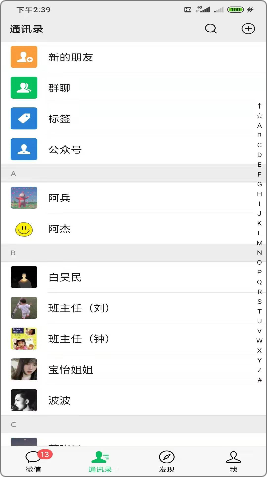 下午2:39
通讯录
新的朋友
群聊
标签
公众号
A
阿兵
阿杰
B
白昊民
班主任（刘）
班主任（钟）
宝怡姐姐
波波
C
↑
☆
A
B
C
D
E
F
G
H
I
J
K
L
M
N
O
P
Q
R
S
T
U
V
W
X
Y
Z
#
13
微信
通讯录
发现
我